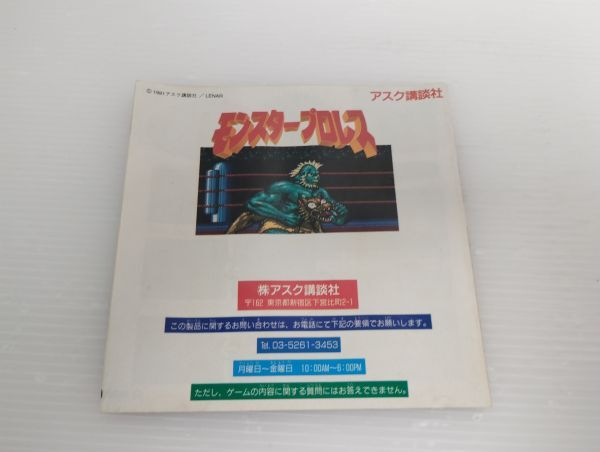 © 1991 アスク講談社／LENAR
アスク講談社
モンスタープロレス
㈱アスク講談社
〒162 東京都新宿区下宮比町2-1
この製品に関するお問い合わせは、お電話にて下記の要領でお願いします。
Tel. 03-5261-3453
月曜日〜金曜日 10:00AM〜6:00PM
ただし、ゲームの内容に関する質問にはお答えできません。